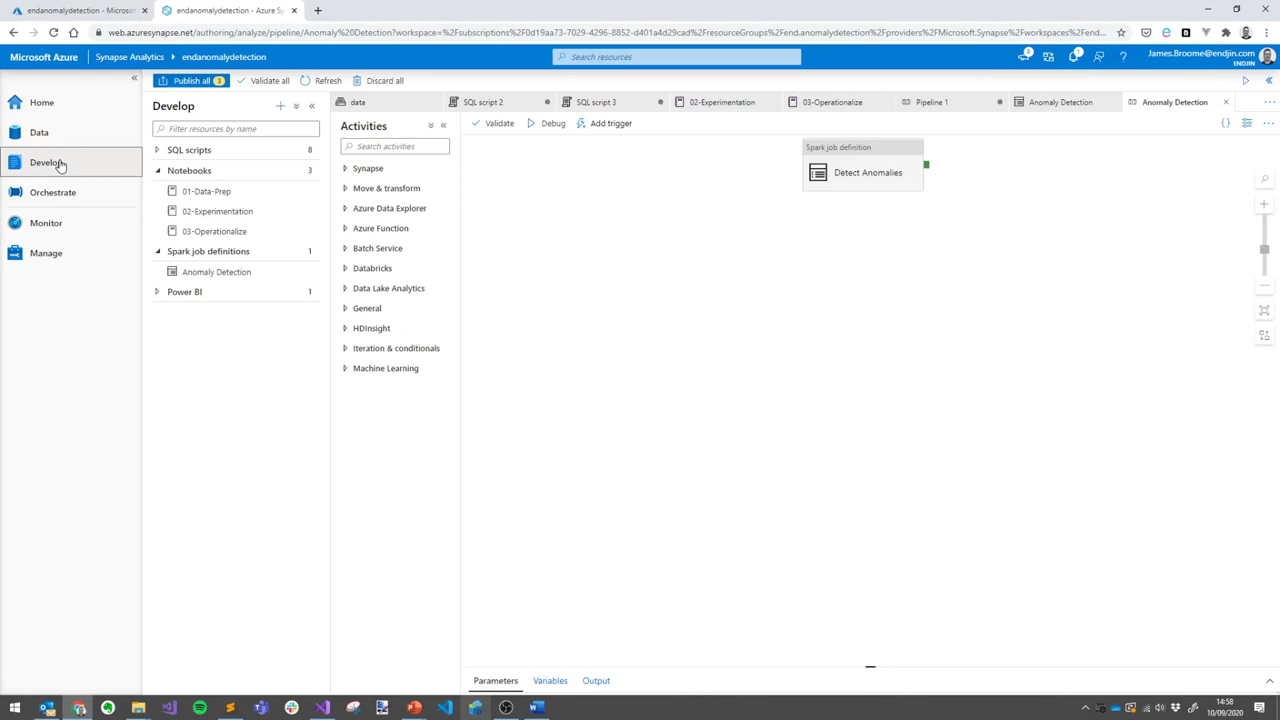 endanomalydetection - Microsoft
endanomalydetection - Azure Sy
web.azuresynapse.net/authoring/analyze/pipeline/Anomaly%20Detection?workspace=%2Fsubscriptions%2F0d19aa73-7029-4296-8852-d401a4d29cad%2FresourceGroups%2Fend.anomalydetection%2Fproviders%2FMicrosoft.Synapse%2Fworkspaces%2Fend...
Microsoft Azure
Synapse Analytics
endanomalydetection
Search resources
8
1
James.Broome@endjin.com
ENDJIN
Publish all 3
Validate all
Refresh
Discard all
Home
Data
Develop
Orchestrate
Monitor
Manage
Develop
Filter resources by name
SQL scripts 8
Notebooks 3
01-Data-Prep
02-Experimentation
03-Operationalize
Spark job definitions 1
Anomaly Detection
Power BI 1
data
SQL script 2
SQL script 3
02-Experimentation
03-Operationalize
Pipeline 1
Anomaly Detection
Anomaly Detection
Activities
Search activities
Synapse
Move & transform
Azure Data Explorer
Azure Function
Batch Service
Databricks
Data Lake Analytics
General
HDInsight
Iteration & conditionals
Machine Learning
Validate
Debug
Add trigger
Spark job definition
Detect Anomalies
Parameters
Variables
Output
14:58
10/09/2020